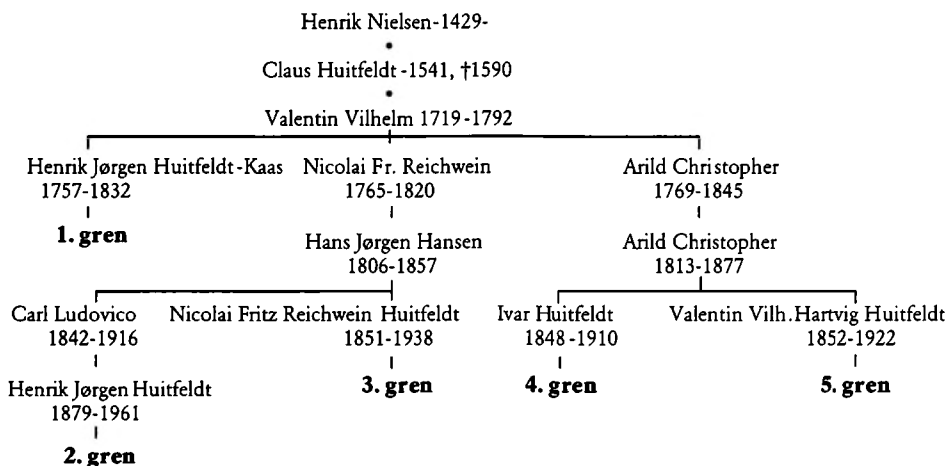 Henrik Nielsen-1429-
Claus Huitfeldt -1541, †1590
Valentin Vilhelm 1719-1792
Henrik Jørgen Huitfeldt-Kaas Nicolai Fr. Reichwein Arild Christopher
1757-1832 1765-1820 1769-1845
1. gren
Hans Jørgen Hansen Arild Christopher
1806-1857 1813-1877
Carl Ludovico Nicolai Fritz Reichwein Huitfeldt Ivar Huitfeldt Valentin Vilh.Hartvig Huitfeldt
1842-1916 1851-1938 1848-1910 1852-1922
Henrik Jørgen Huitfeldt 3. gren 4. gren 5. gren
1879-1961
2. gren